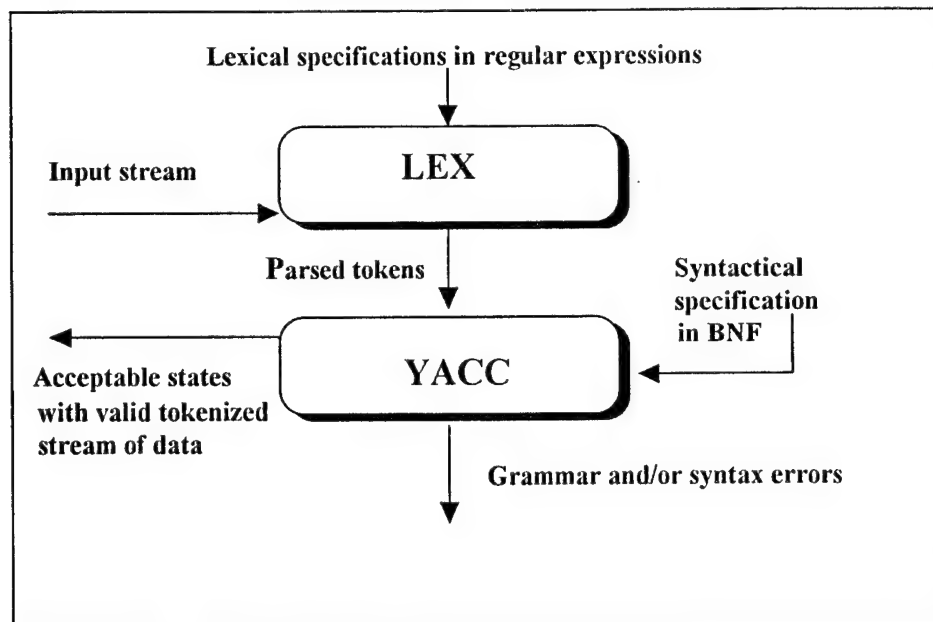 Lexical specifications in regular expressions
LEX
Input stream
Parsed tokens
Syntactical
specification
in BNF
YACC
Acceptable states
with valid tokenized
stream of data
Grammar and/or syntax errors